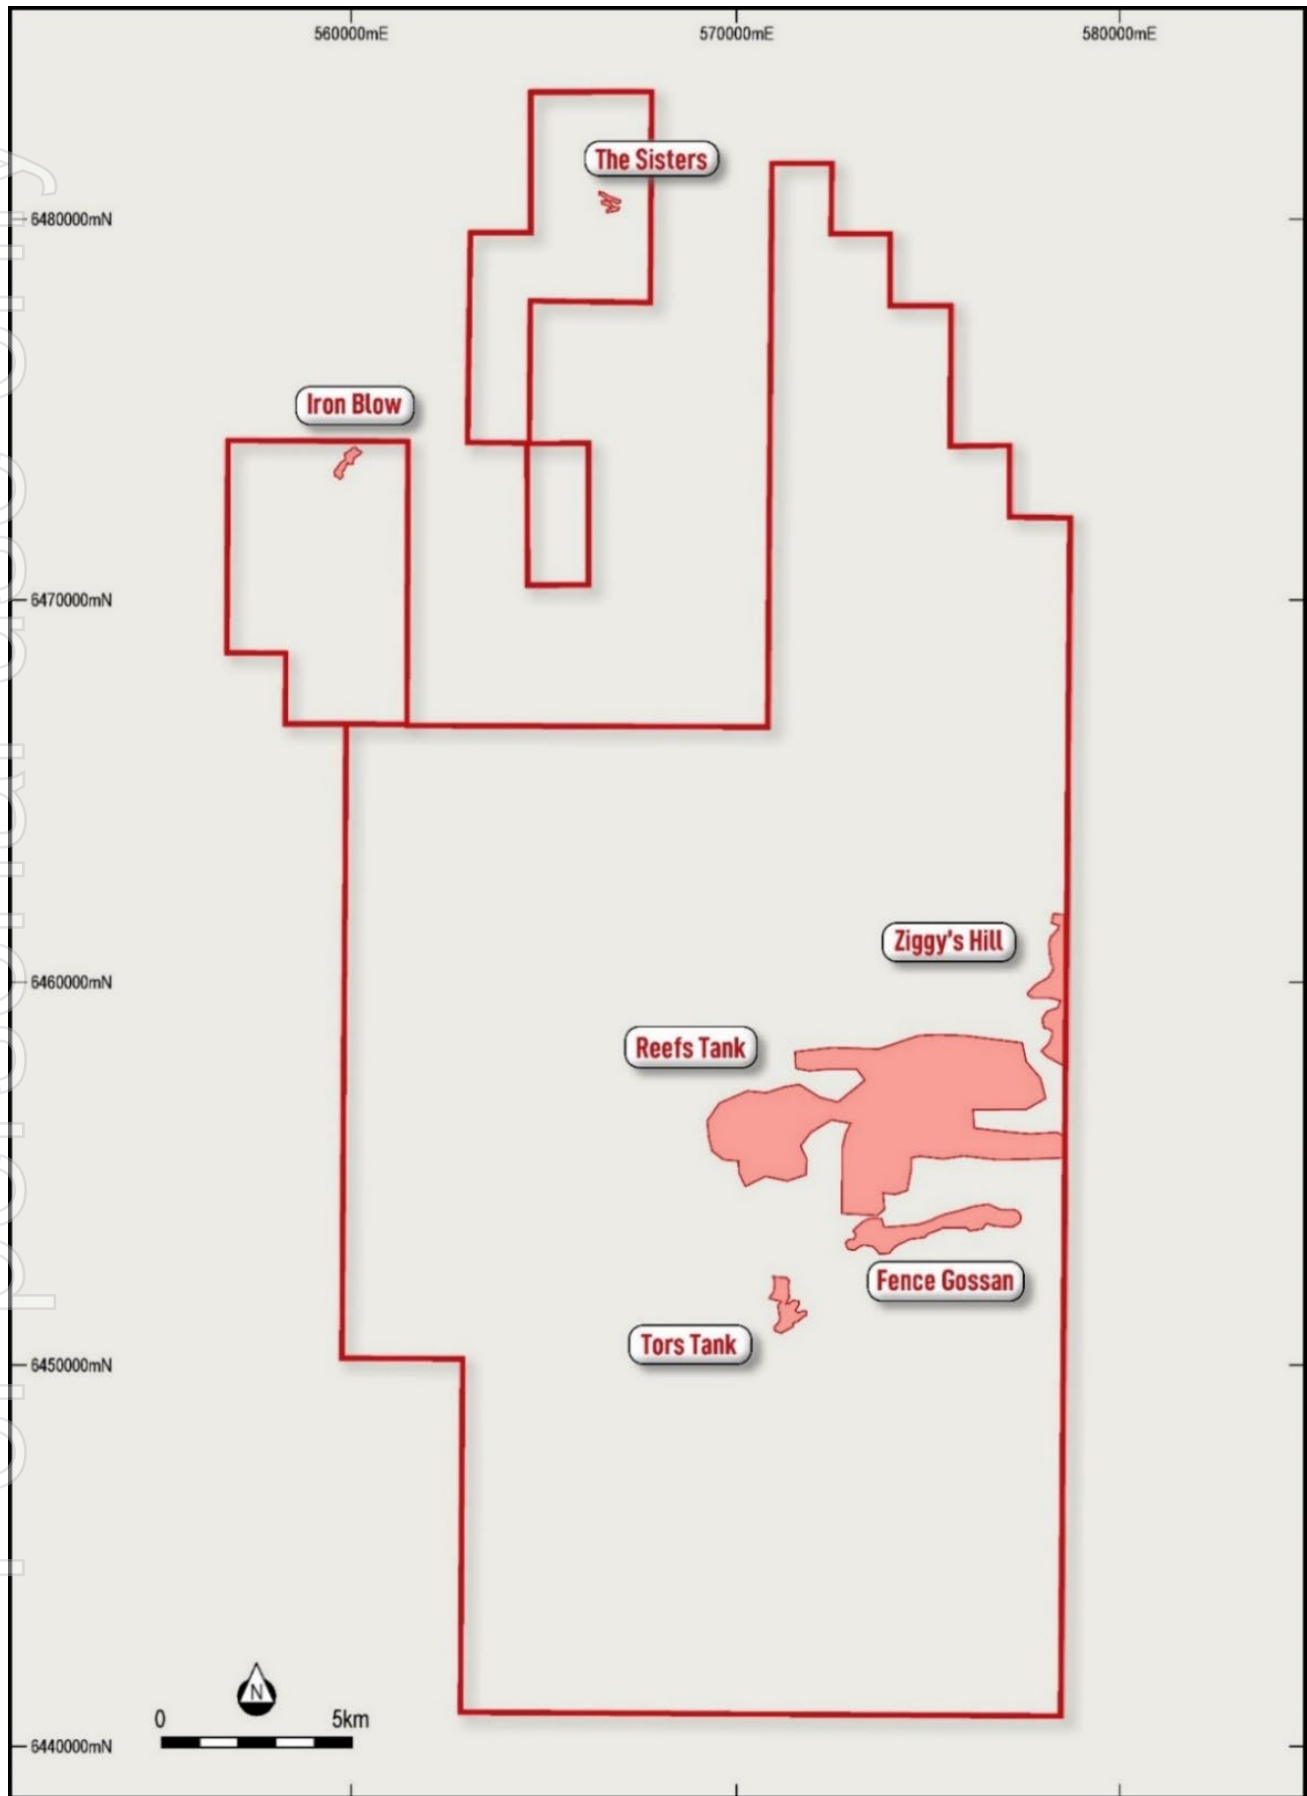 560000mE
570000mE
580000mE
The Sisters
6480000mN
Iron Blow
6470000mN
Ziggy's Hill
6460000mN
Reefs Tank
Fence Gossan
Tors Tank
6450000mN
N
0
5km
6440000mN